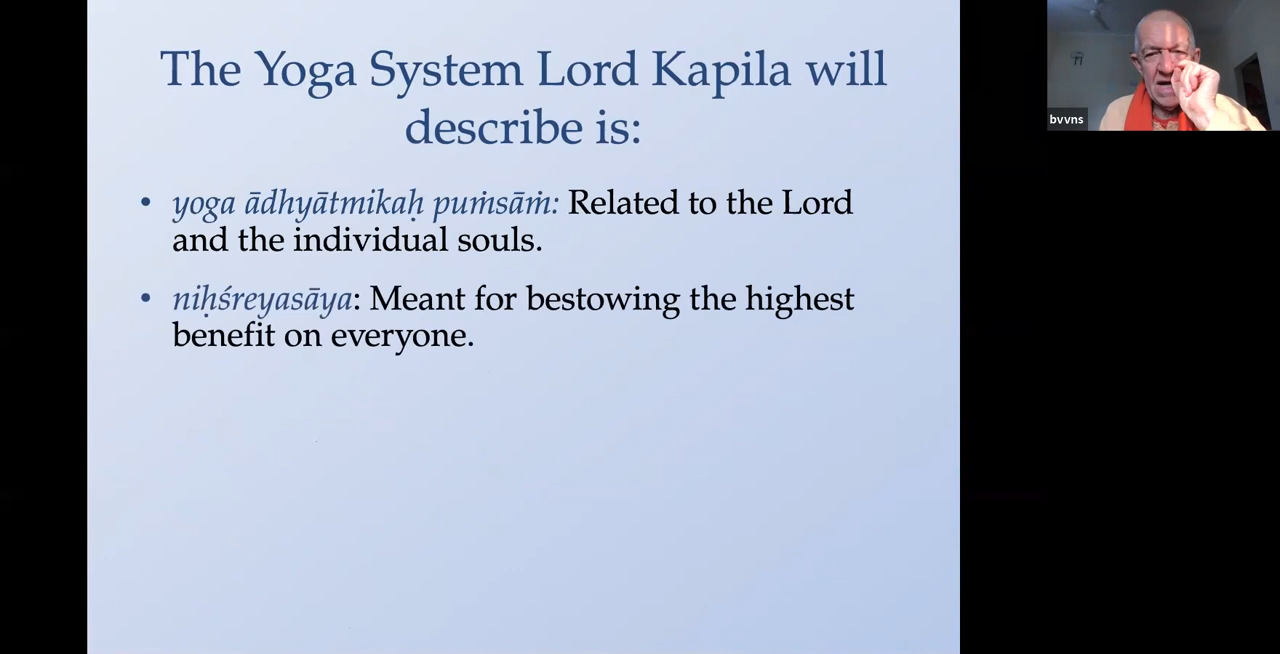 The Yoga System Lord Kapila will
describe is:
• yoga ādhyātmikaḥ puṁsāṁ: Related to the Lord
and the individual souls.
• niḥśreyasāya: Meant for bestowing the highest
benefit on everyone.
bvvns